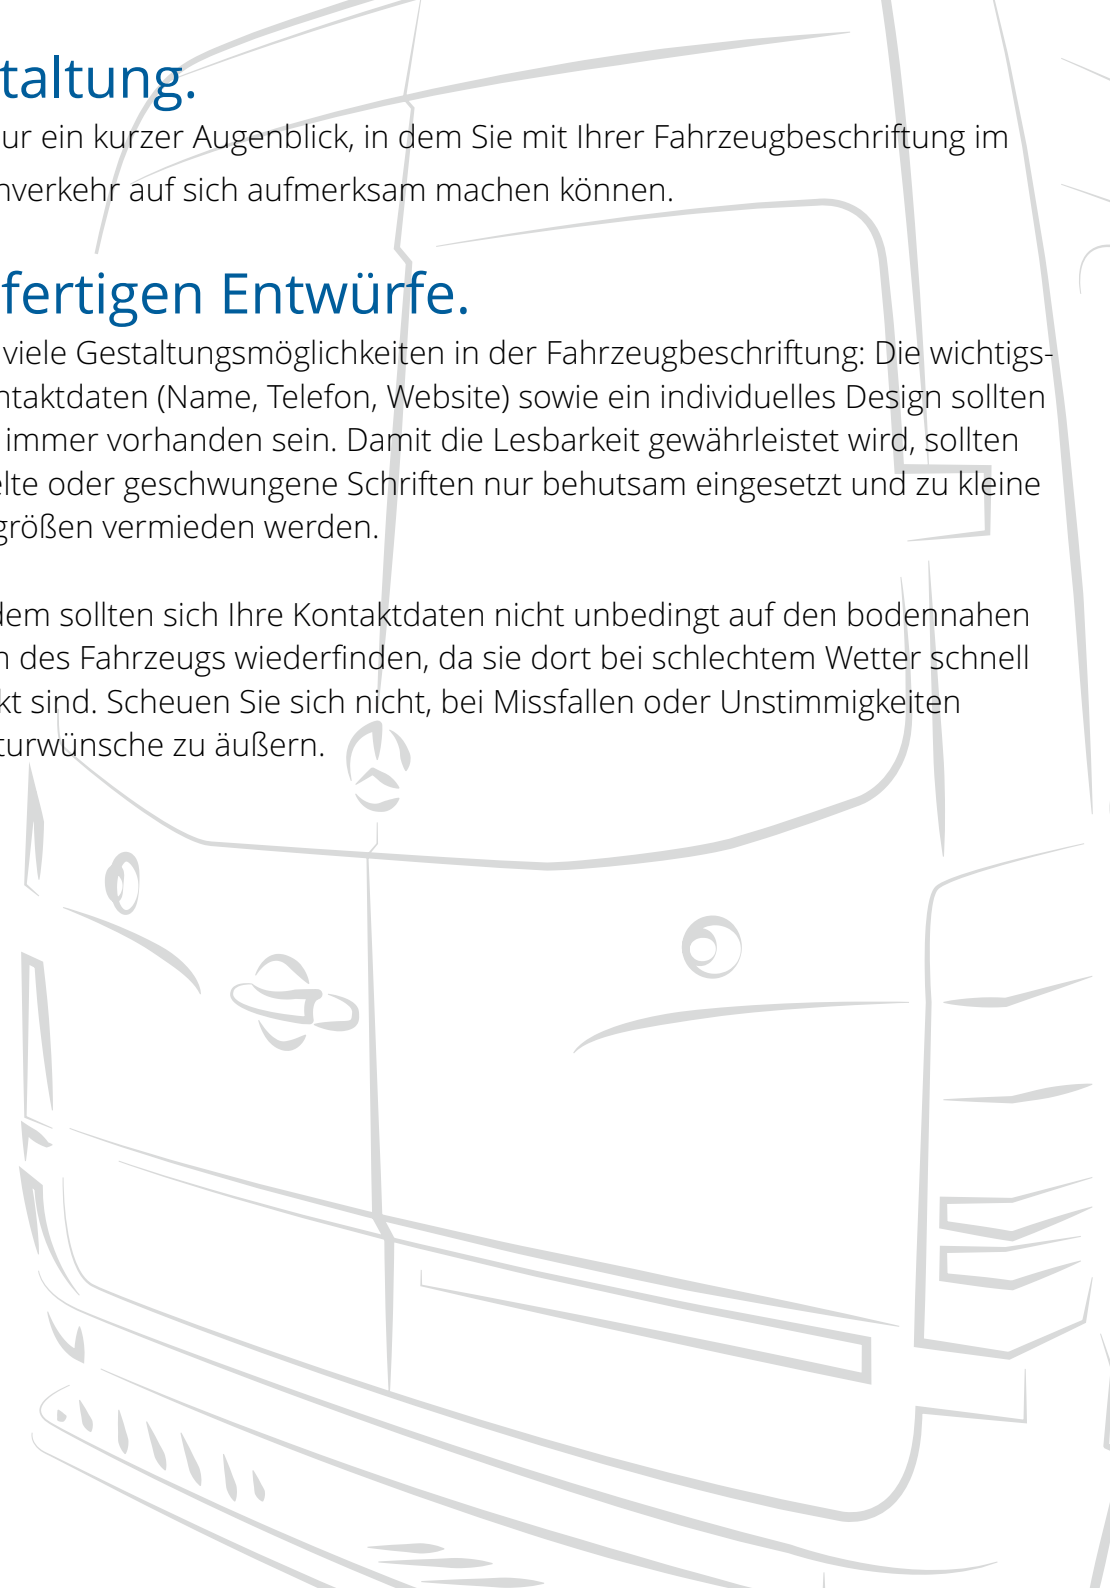 taltung.
ur ein kurzer Augenblick, in dem Sie mit Ihrer Fahrzeugbeschriftung im
nverkehr auf sich aufmerksam machen können.
fertigen Entwürfe.
viele Gestaltungsmöglichkeiten in der Fahrzeugbeschriftung: Die wichtigs-
ntaktdaten (Name, Telefon, Website) sowie ein individuelles Design sollten
immer vorhanden sein. Damit die Lesbarkeit gewährleistet wird, sollten
elte oder geschwungene Schriften nur behutsam eingesetzt und zu kleine
größen vermieden werden.
dem sollten sich Ihre Kontaktdaten nicht unbedingt auf den bodennahen
n des Fahrzeugs wiederfinden, da sie dort bei schlechtem Wetter schnell
kt sind. Scheuen Sie sich nicht, bei Missfallen oder Unstimmigkeiten
turwünsche zu äußern.